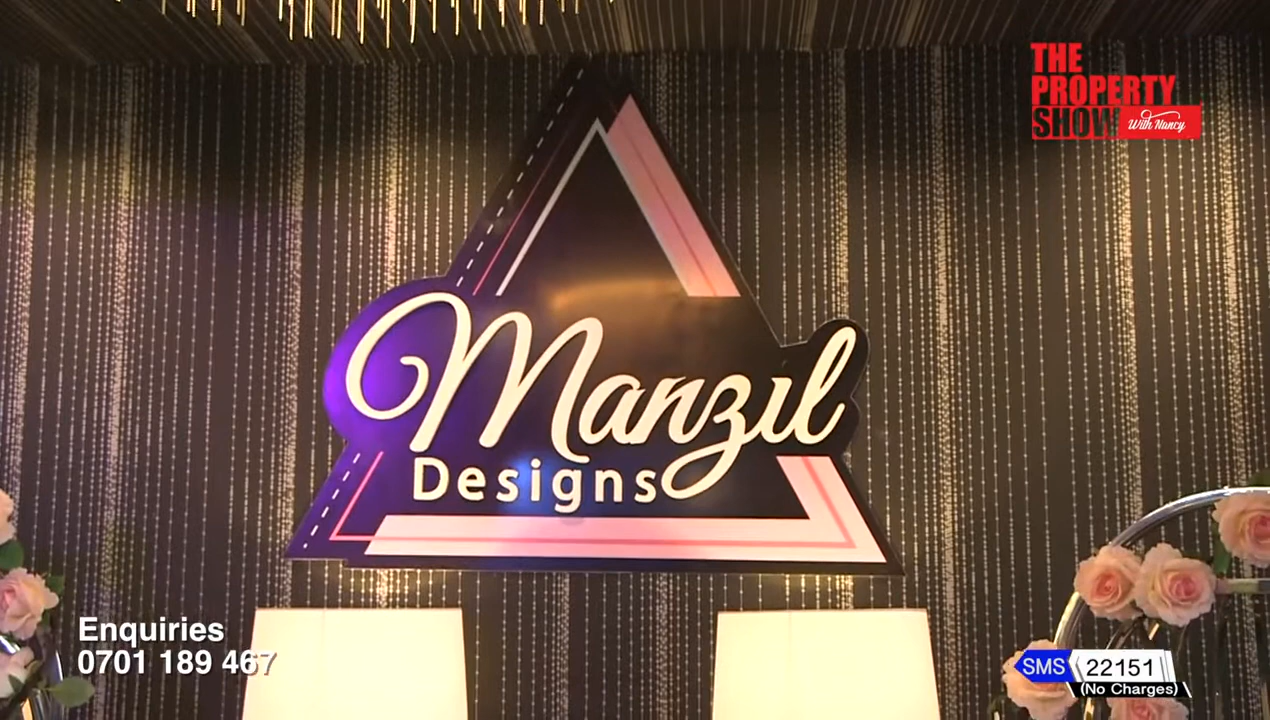 THE
PROPERTY
SHOW With Nancy
Manzil
Designs
Enquiries
0701 189 467
SMS 22151
(No Charges)